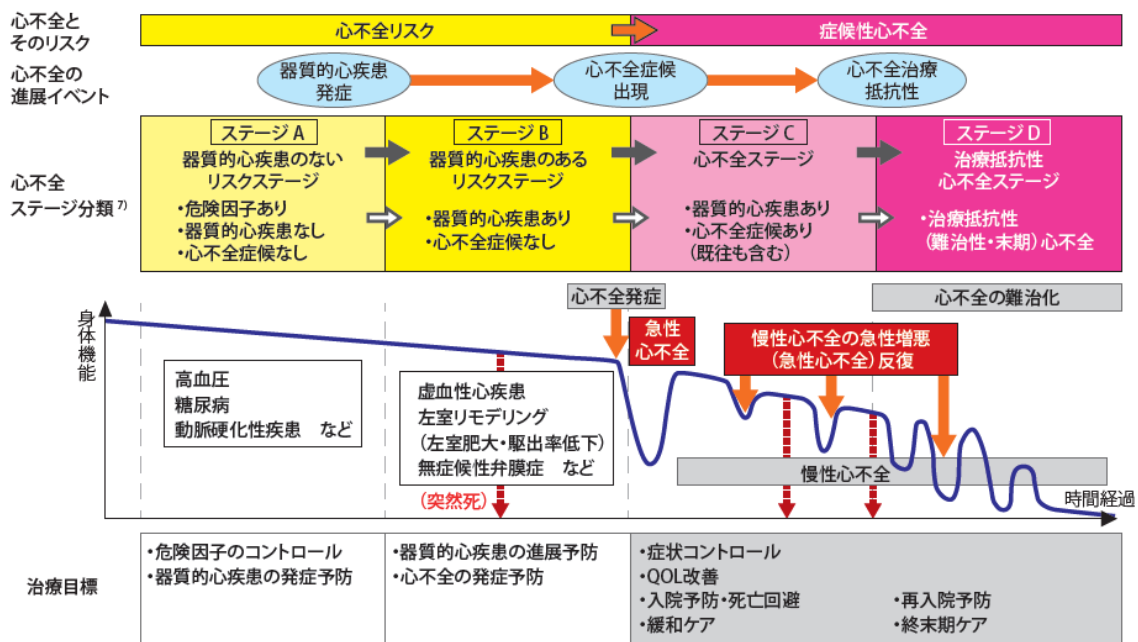 心不全と
そのリスク
心不全リスク
症候性心不全
心不全の
進展イベント
器質的心疾患
発症
心不全症候
出現
心不全治療
抵抗性
心不全
ステージ分類7)
ステージA
器質的心疾患のない
リスクステージ
・危険因子あり
・器質的心疾患なし
・心不全症候なし
ステージB
器質的心疾患のある
リスクステージ
・器質的心疾患あり
・心不全症候なし
ステージC
心不全ステージ
・器質的心疾患あり
・心不全症候あり
(既往も含む)
ステージD
治療抵抗性
心不全ステージ
・治療抵抗性
(難治性・末期)心不全
身体機能
心不全発症
心不全の難治化
急性
心不全
慢性心不全の急性増悪
(急性心不全)反復
高血圧
糖尿病
動脈硬化性疾患 など
虚血性心疾患
左室リモデリング
(左室肥大・駆出率低下)
無症候性弁膜症 など
(突然死)
慢性心不全
時間経過
治療目標
・危険因子のコントロール
・器質的心疾患の発症予防
・器質的心疾患の進展予防
・心不全の発症予防
・症状コントロール
・QOL改善
・入院予防・死亡回避
・緩和ケア
・再入院予防
・終末期ケア